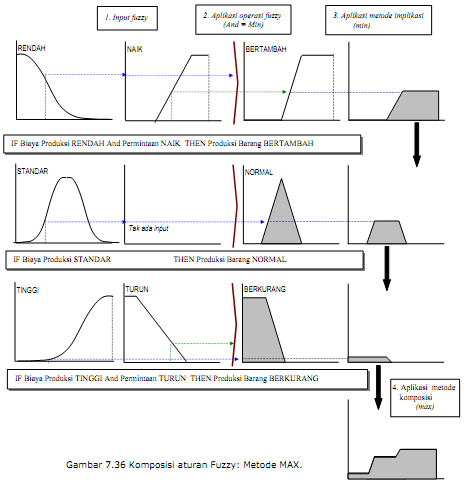 1. Input fuzzy
2. Aplikasi operasi fuzzy
(And = Min)
3. Aplikasi metode implikasi
(min)
RENDAH
NAIK
BERTAMBAH
IF Biaya Produksi RENDAH And Permintaan NAIK THEN Produksi Barang BERTAMBAH
STANDAR
Tak ada input
NORMAL
IF Biaya Produksi STANDAR THEN Produksi Barang NORMAL
TINGGI
TURUN
BERKURANG
IF Biaya Produksi TINGGI And Permintaan TURUN THEN Produksi Barang BERKURANG
4. Aplikasi metode
komposisi
(max)
Gambar 7.36 Komposisi aturan Fuzzy: Metode MAX.